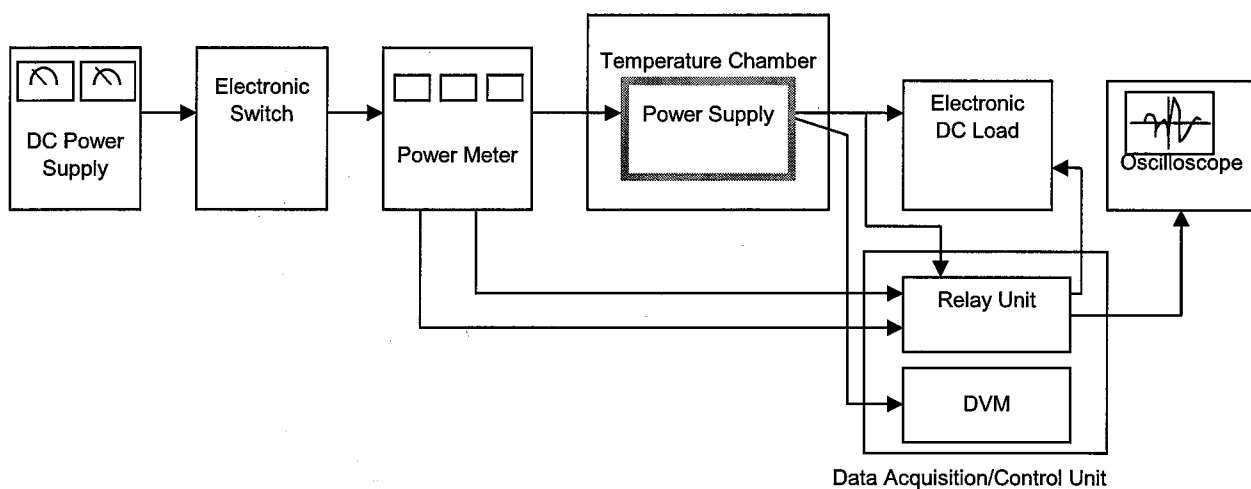 DC Power
Supply
Electronic
Switch
Power Meter
Temperature Chamber
Power Supply
Electronic
DC Load
Oscilloscope
Relay Unit
DVM
Data Acquisition/Control Unit